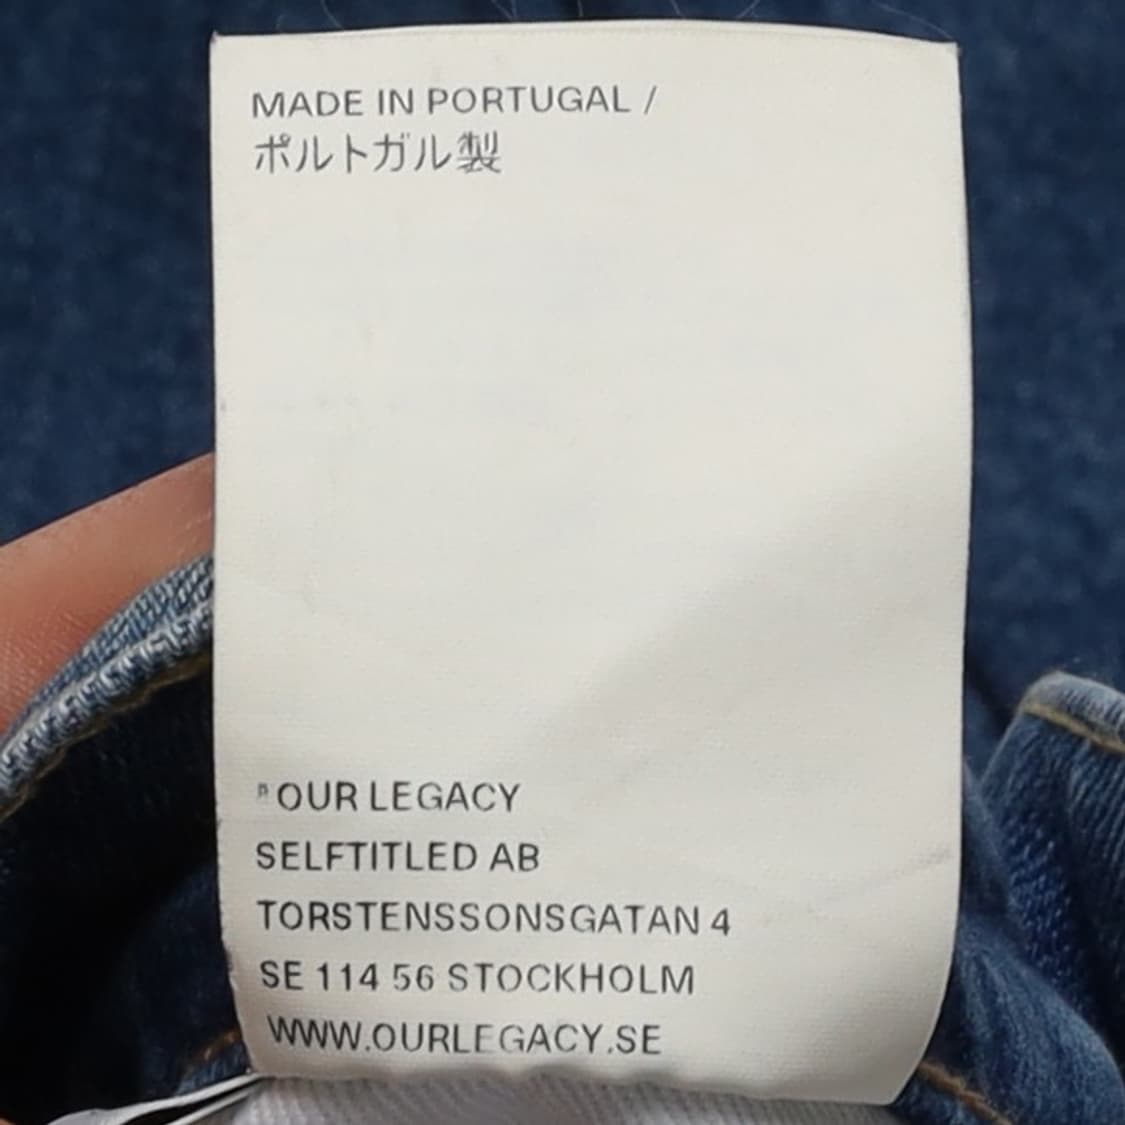 MADE IN PORTUGAL /
ポルトガル製
OUR LEGACY
SELFTITLED AB
TORSTENSSONSGATAN 4
SE 114 56 STOCKHOLM
WWW.OURLEGACY.SE